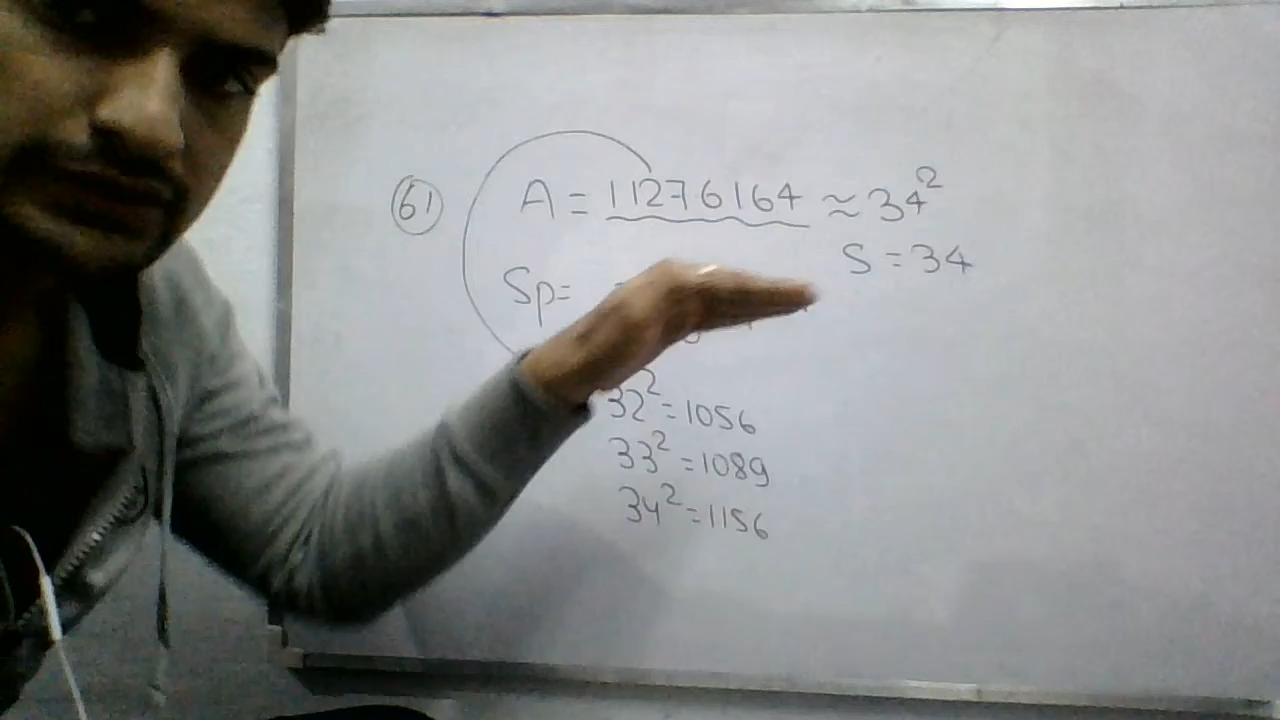 61
A = 11276164 ≈ 34²
S = 34
Sp=
32² = 1056
33² = 1089
34² = 1156